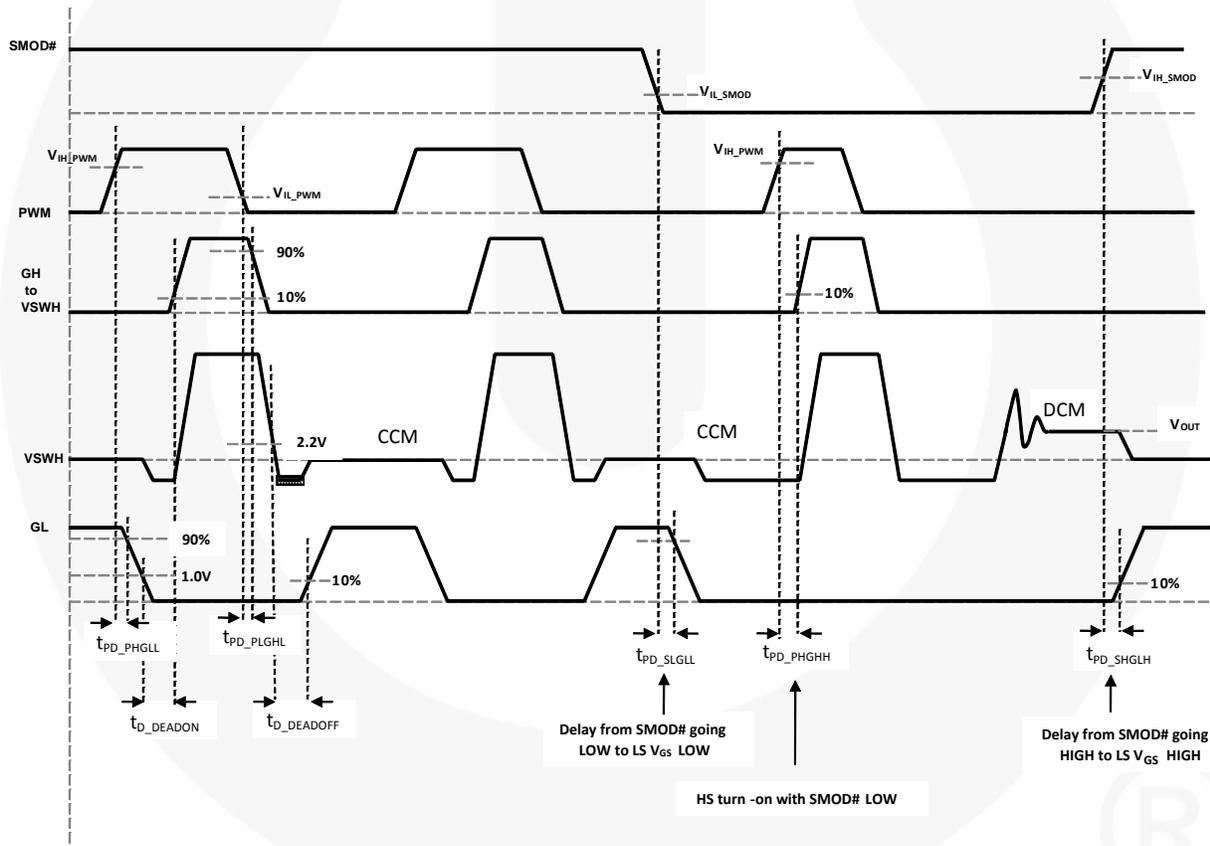 SMOD#
V_IL_SMOD
V_IH_SMOD
V_IH_PWM
V_IL_PWM
V_IH_PWM
PWM
90%
GH
to
VSWH
10%
10%
2.2V
CCM
CCM
DCM
V_OUT
VSWH
GL
90%
1.0V
10%
10%
t_PD_PHGLL
t_PD_PLGHL
t_PD_SLGLL
t_PD_PHGHH
t_PD_SHGLH
t_D_DEADON
t_D_DEADOFF
Delay from SMOD# going
LOW to LS V_GS LOW
Delay from SMOD# going
HIGH to LS V_GS HIGH
HS turn -on with SMOD# LOW
(R)